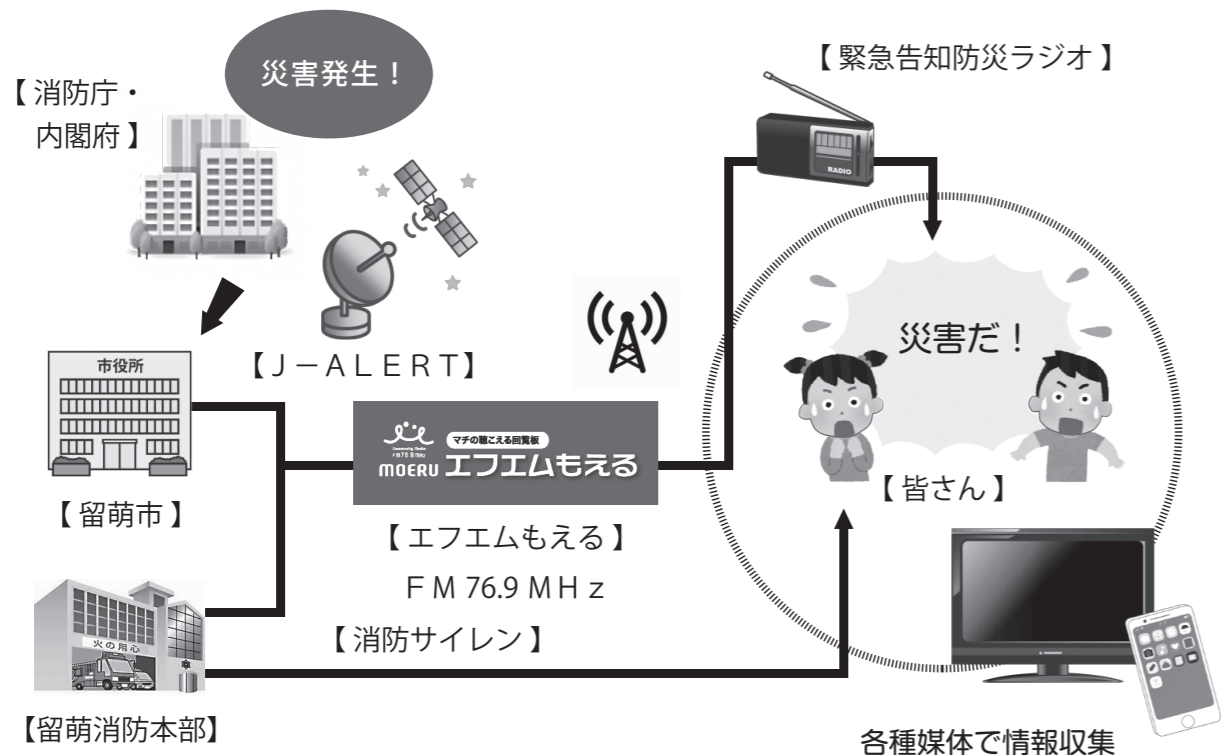 災害発生！
【 消防庁・
内閣府 】
【 緊急告知防災ラジオ 】
RADIO
【Ｊ－ＡＬＥＲＴ】
市役所
【 留萌市 】
マチの聴こえる回覧板
Community Radio
FM76.9MHz
MOERU エフエムもえる
【 エフエムもえる 】
ＦＭ 76.9 ＭＨｚ
災害だ！
【 皆さん 】
【 消防サイレン 】
火の用心
【留萌消防本部】
各種媒体で情報収集